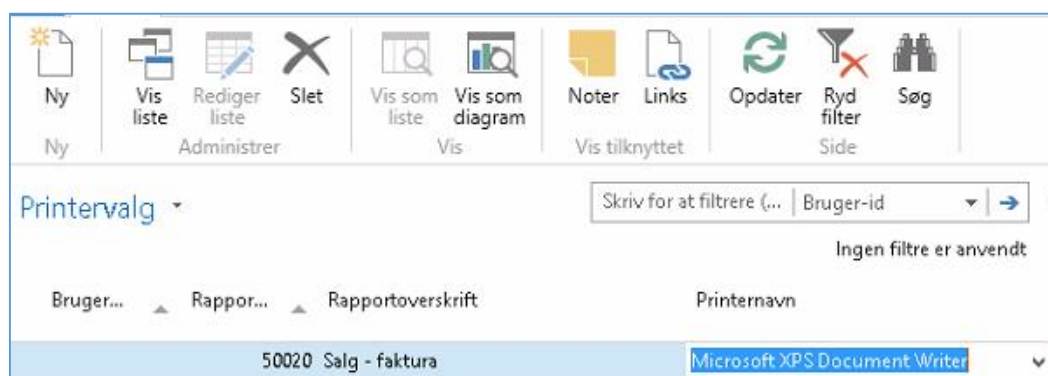 Ny
Vis liste
Rediger liste
Slet
Vis som liste
Vis som diagram
Noter
Links
Opdater
Ryd filter
Søg
Ny
Administrer
Vis
Vis tilknyttet
Side
Printervalg
Skriv for at filtrere (... Bruger-id
Ingen filtre er anvendt
Bruger... Rappor... Rapportoverskrift Printernavn
50020 Salg - faktura Microsoft XPS Document Writer